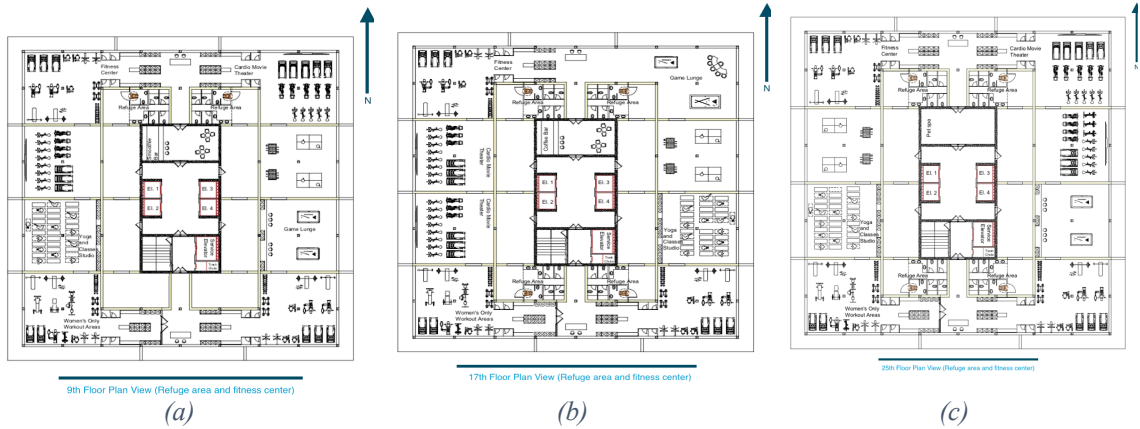 N
Fitness
Center
Cardio Movie
Theater
Refuge Area
Refuge Area
El. 1
El. 2
El. 3
El. 4
Game Lunge
Yoga
and
Classes
Studio
Service
Elevator
Women's Only
Workout Areas
9th Floor Plan View (Refuge area and fitness center)
(a)
N
Fitness
Center
Game Lunge
Refuge Area
Refuge Area
Coffee Bar
Cardio Movie
Theater
Cardio Movie
Theater
El. 1
El. 2
El. 3
El. 4
Yoga
and
Classes
Studio
Service
Elevator
Refuge Area
Refuge Area
Women's Only
Workout Areas
17th Floor Plan View (Refuge area and fitness center)
(b)
N
Fitness
Center
Cardio Movie
Theater
Refuge Area
Refuge Area
El. 1
El. 2
El. 3
El. 4
Yoga
and
Classes
Studio
Service
Elevator
Refuge Area
Refuge Area
Women's Only
Workout Areas
25th Floor Plan View (Refuge area and fitness center)
(c)